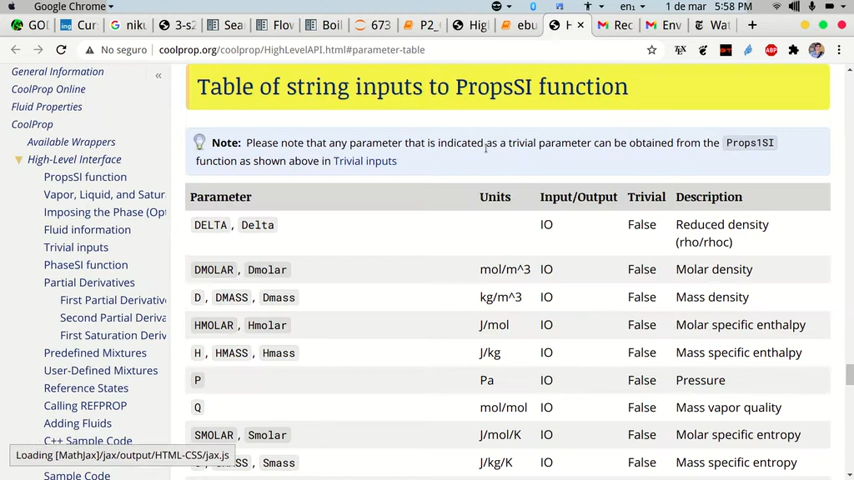 Google Chrome
en₁
1 de mar 5:58 PM
GOI
Cur
nik
3-s2
Sea
Flov
Boil
673
P2_
Hig
ebu
H
Rec
Env
Wat
No seguro
coolprop.org/coolprop/HighLevelAPI.html#parameter-table
General Information
CoolProp Online
Fluid Properties
CoolProp
Available Wrappers
High-Level Interface
PropsSI function
Vapor, Liquid, and Satur
Imposing the Phase (Opt
Fluid information
Trivial inputs
PhaseSI function
Partial Derivatives
First Partial Derivativ
Second Partial Deriva
First Saturation Deriv
Predefined Mixtures
User-Defined Mixtures
Reference States
Calling REFPROP
Adding Fluids
C++ Sample Code
Loading [MathJax]/jax/output/HTML-CSS/jax.js
Sample Code
«
Table of string inputs to PropsSI function
Note: Please note that any parameter that is indicated as a trivial parameter can be obtained from the Props1SI
function as shown above in Trivial inputs
Parameter Units Input/Output Trivial Description
DELTA, Delta IO False Reduced density
(rho/rhoc)
DMOLAR, Dmolar mol/m^3 IO False Molar density
D, DMASS, Dmass kg/m^3 IO False Mass density
HMOLAR, Hmolar J/mol IO False Molar specific enthalpy
H, HMASS, Hmass J/kg IO False Mass specific enthalpy
P Pa IO False Pressure
Q mol/mol IO False Mass vapor quality
SMOLAR, Smolar J/mol/K IO False Molar specific entropy
Smass J/kg/K IO False Mass specific entropy